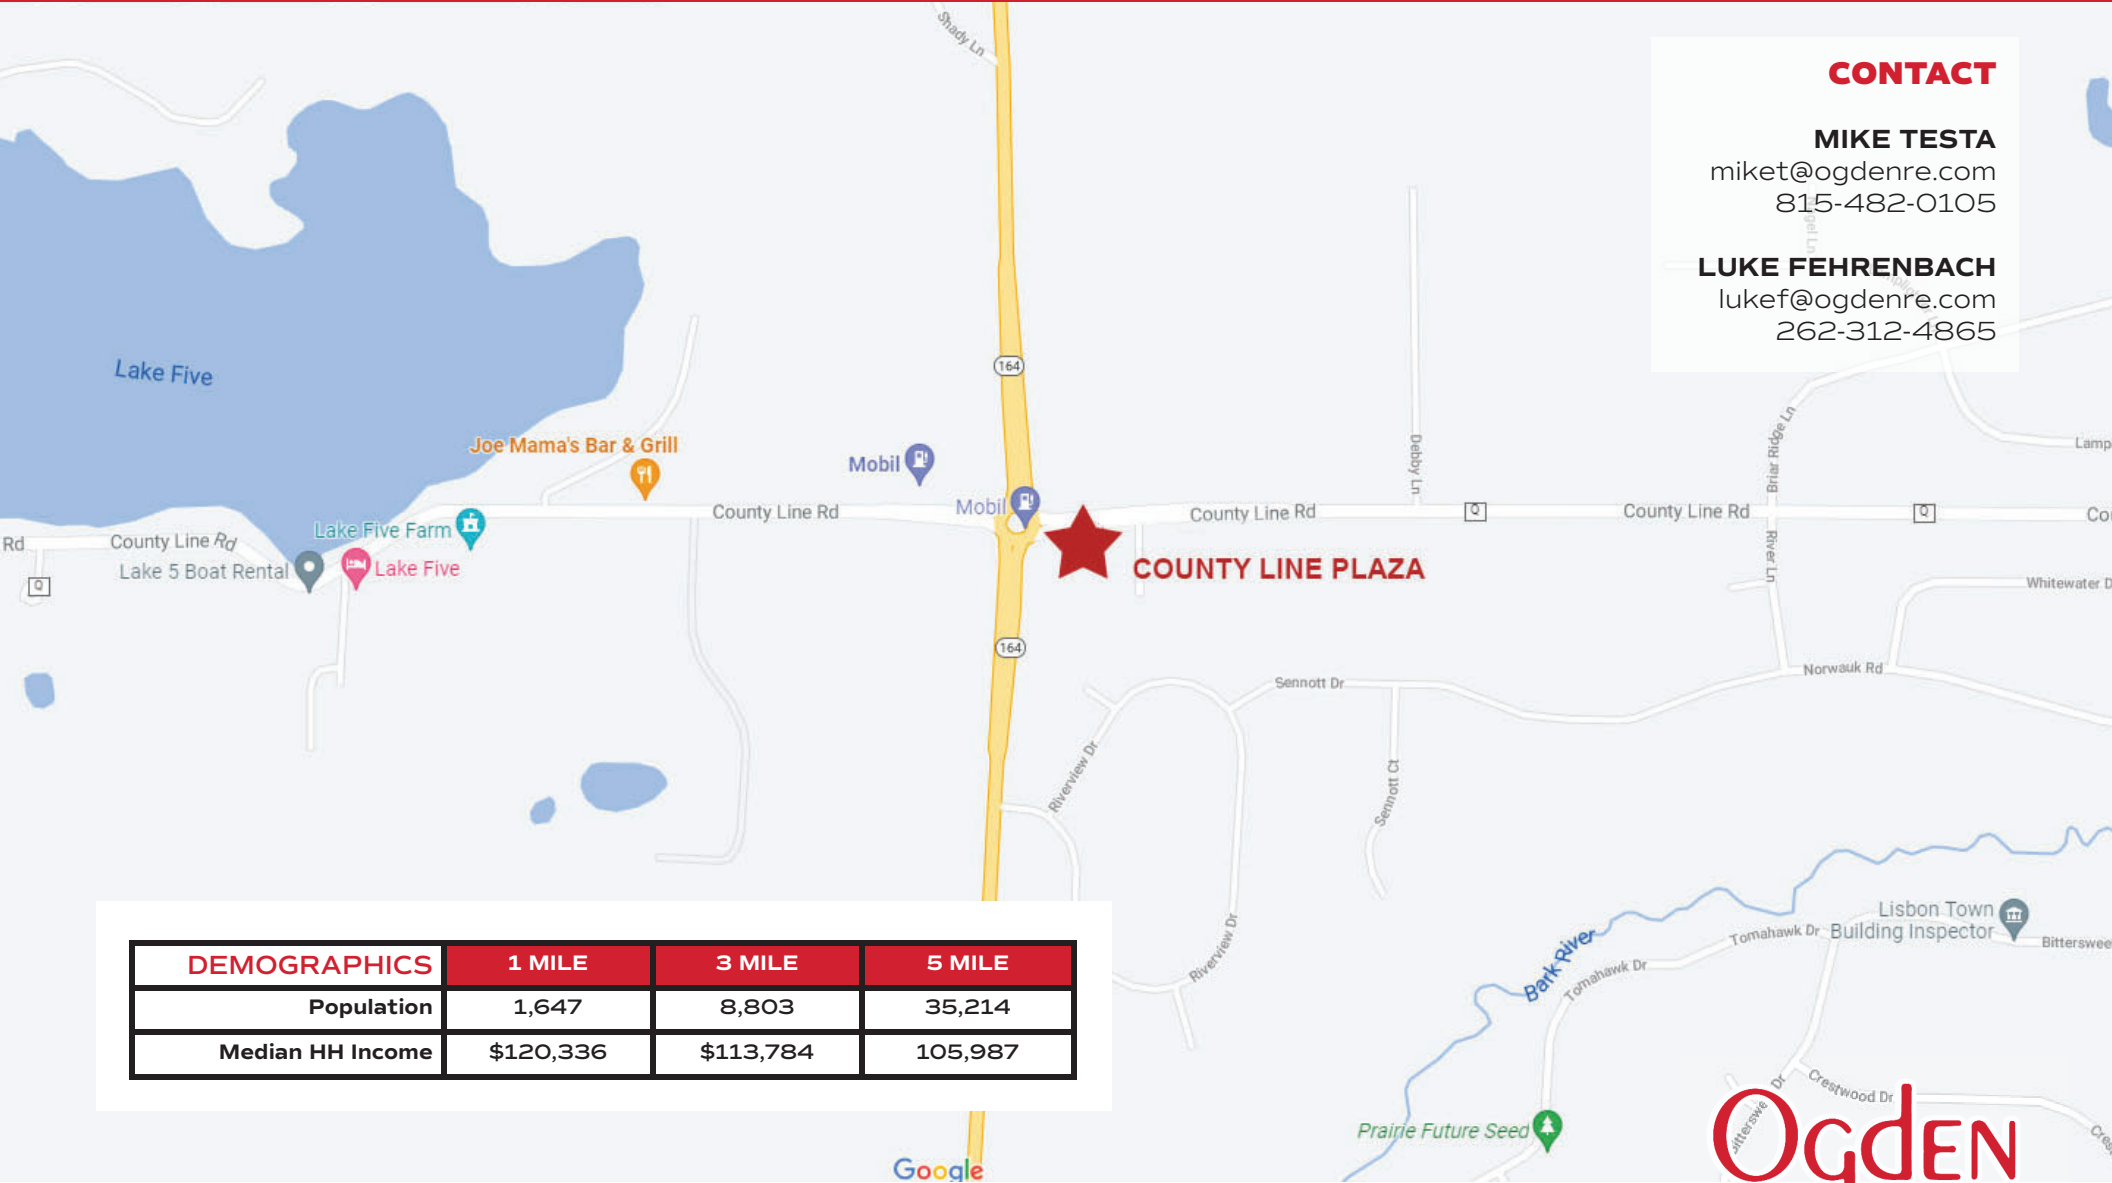 Shady Ln
CONTACT
MIKE TESTA
miket@ogdenre.com
815-482-0105
LUKE FEHRENBACH
lukef@ogdenre.com
262-312-4865
Lake Five
164
Joe Mama's Bar & Grill
Mobil
Mobil
Debby Ln
Briar Ridge Ln
Lamp
County Line Rd
County Line Rd
Q
County Line Rd
Q
Co
Rd
County Line Rd
Lake Five Farm
Lake 5 Boat Rental
Lake Five
Q
COUNTY LINE PLAZA
River Ln
Whitewater D
164
Sennott Dr
Norwauk Rd
Riverview Dr
Sennott Ct
Riverview Dr
Bark River
Tomahawk Dr
Tomahawk Dr
Lisbon Town
Building Inspector
Bitterswee
DEMOGRAPHICS 1 MILE 3 MILE 5 MILE
Population 1,647 8,803 35,214
Median HH Income $120,336 $113,784 105,987
Crestwood Dr
Dr
Cres
Prairie Future Seed
Google
Ogden